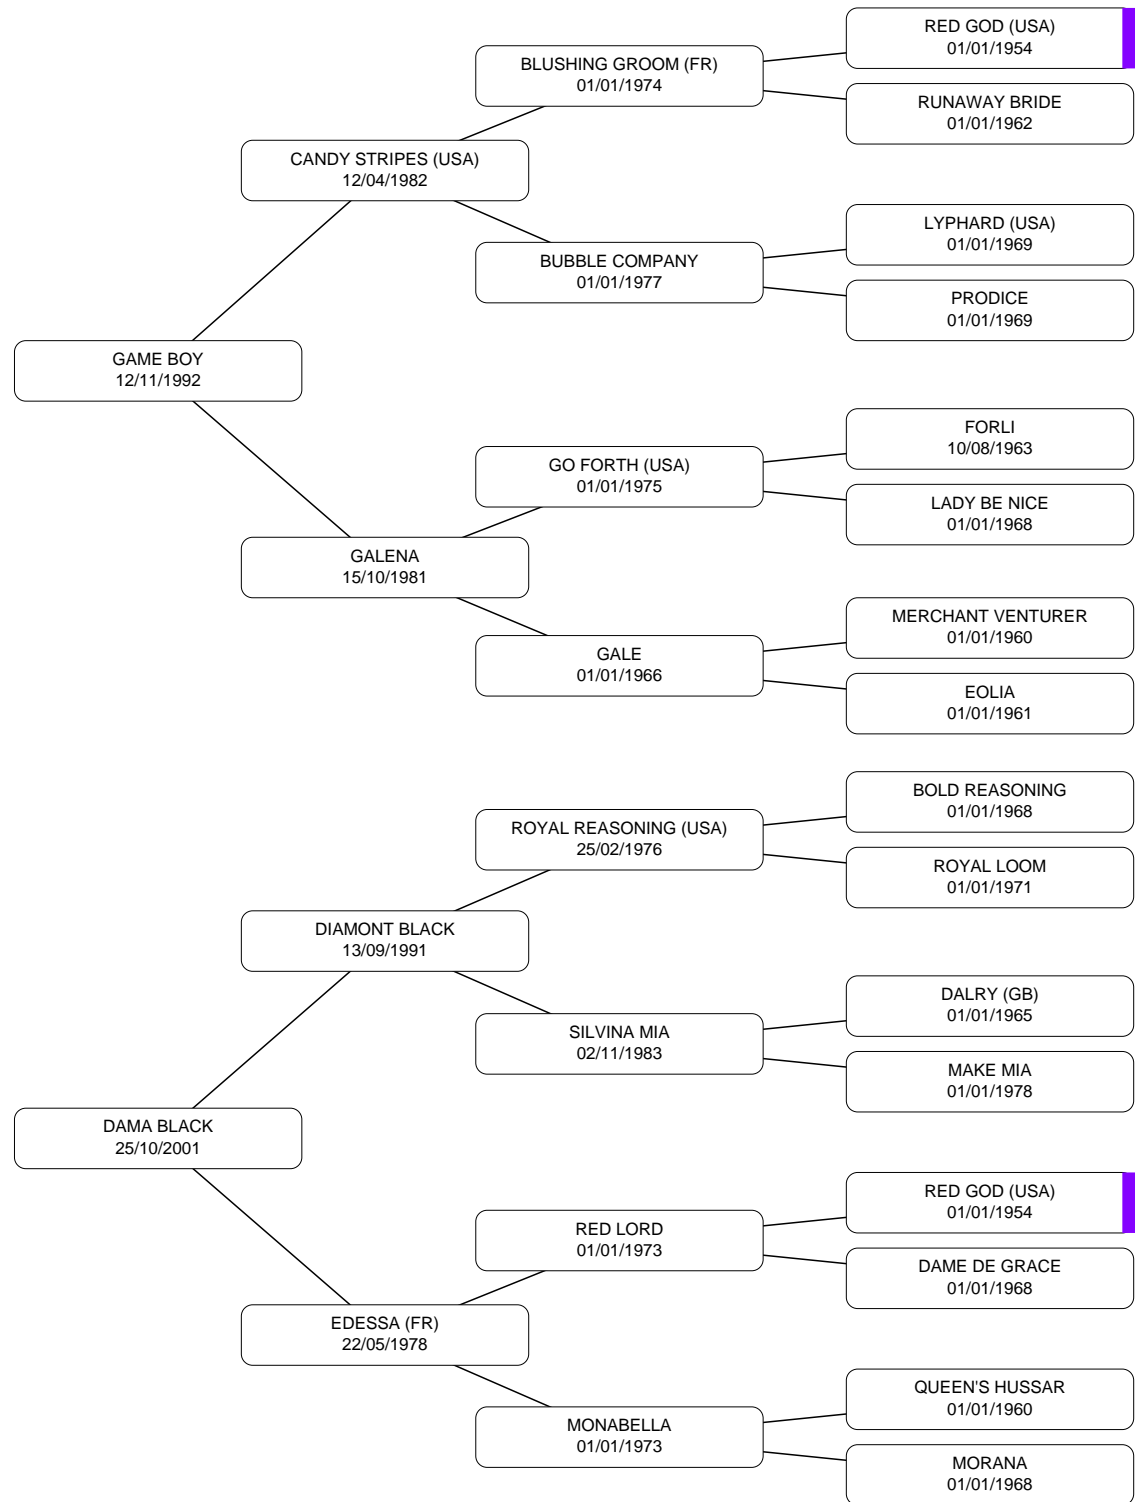 RED GOD (USA)
01/01/1954
BLUSHING GROOM (FR)
01/01/1974
RUNAWAY BRIDE
01/01/1962
CANDY STRIPES (USA)
12/04/1982
LYPHARD (USA)
01/01/1969
BUBBLE COMPANY
01/01/1977
PRODICE
01/01/1969
GAME BOY
12/11/1992
FORLI
10/08/1963
GO FORTH (USA)
01/01/1975
LADY BE NICE
01/01/1968
GALENA
15/10/1981
MERCHANT VENTURER
01/01/1960
GALE
01/01/1966
EOLIA
01/01/1961
BOLD REASONING
01/01/1968
ROYAL REASONING (USA)
25/02/1976
ROYAL LOOM
01/01/1971
DIAMONT BLACK
13/09/1991
DALRY (GB)
01/01/1965
SILVINA MIA
02/11/1983
MAKE MIA
01/01/1978
DAMA BLACK
25/10/2001
RED GOD (USA)
01/01/1954
RED LORD
01/01/1973
DAME DE GRACE
01/01/1968
EDESSA (FR)
22/05/1978
QUEEN'S HUSSAR
01/01/1960
MONABELLA
01/01/1973
MORANA
01/01/1968